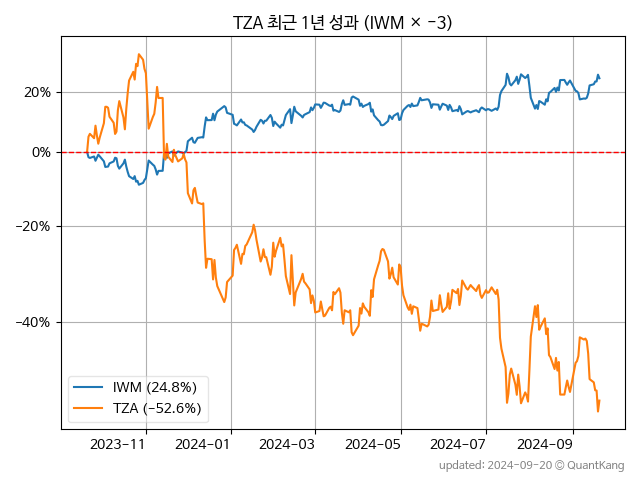 TZA 최근 1년 성과 (IWM × −3)
20%
0%
−20%
−40%
IWM (24.8%)
TZA (−52.6%)
2023−11
2024−01
2024−03
2024−05
2024−07
2024−09
updated: 2024-09-20 © QuantKang